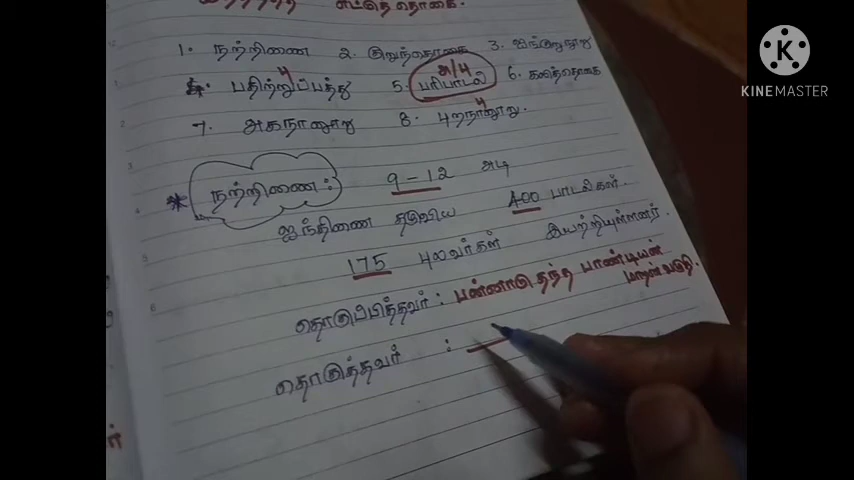 எட்டுத்தொகை.
1. நற்றிணை 2. குறுந்தொகை 3. ஐங்குறுநூறு
4. பதிற்றுப்பத்து 5. பரிபாடல் 6. கலித்தொகை
பு
அ/பு
7. அகநானூறு 8. புறநானூறு.
பு
* நற்றிணை: 9-12 அடி
ஐந்திணை தழுவிய 400 பாடல்கள்.
175 புலவர்கள் இயற்றியுள்ளனர்.
தொகுப்பித்தவர் : பன்னாடு தந்த பாண்டியன்
மாறன் வழுதி.
தொகுத்தவர் : —
KINEMASTER